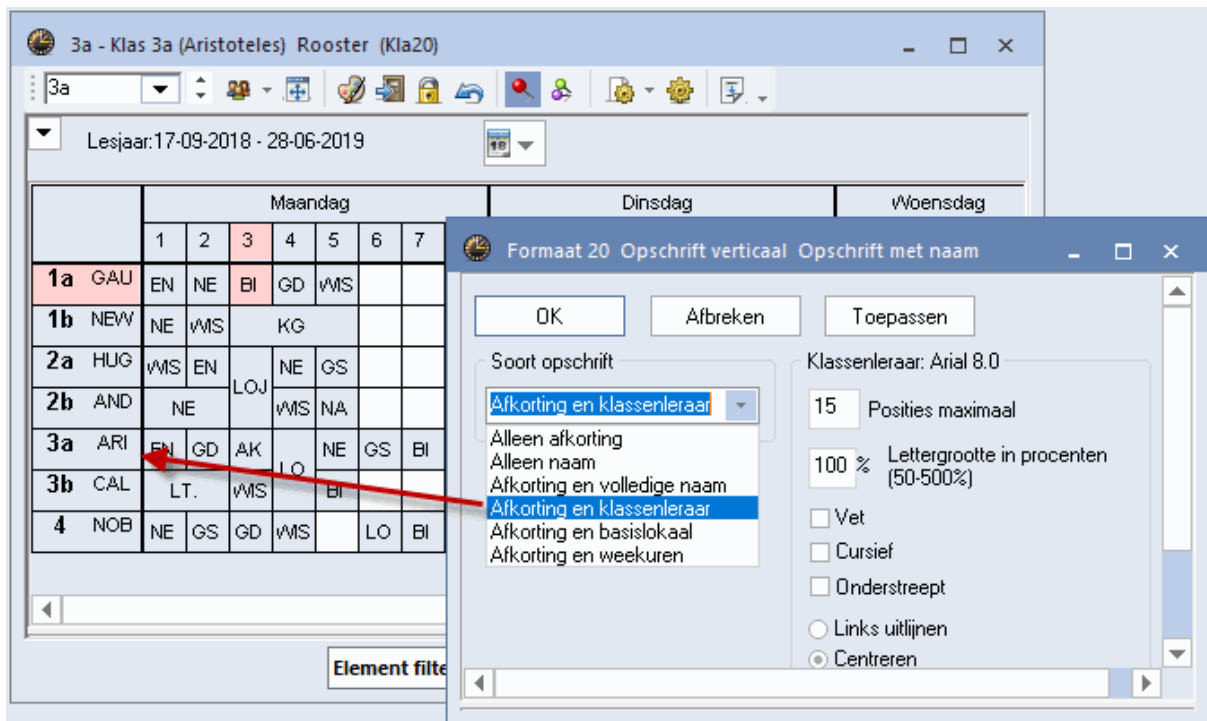 3a - Klas 3a (Aristoteles) Rooster (Kla20)
3a
Lesjaar:17-09-2018 - 28-06-2019
18
Maandag Dinsdag Woensdag
1 2 3 4 5 6 7
1a GAU EN NE BI GD WIS
1b NEW NE WIS KG
2a HUG WIS EN LOJ NE GS
2b AND NE WIS NA
3a ARI EN GD AK LO NE GS BI
3b CAL LT. WIS BI
4 NOB NE GS GD WIS LO BI
Element filte
Formaat 20 Opschrift verticaal Opschrift met naam
OK Afbreken Toepassen
Soort opschrift
Afkorting en klassenleraar
Alleen afkorting
Alleen naam
Afkorting en volledige naam
Afkorting en klassenleraar
Afkorting en basislokaal
Afkorting en weekuren
Klassenleraar: Arial 8.0
15 Posities maximaal
100 % Lettergrootte in procenten
(50-500%)
Vet
Cursief
Onderstreept
Links uitlijnen
Centreren